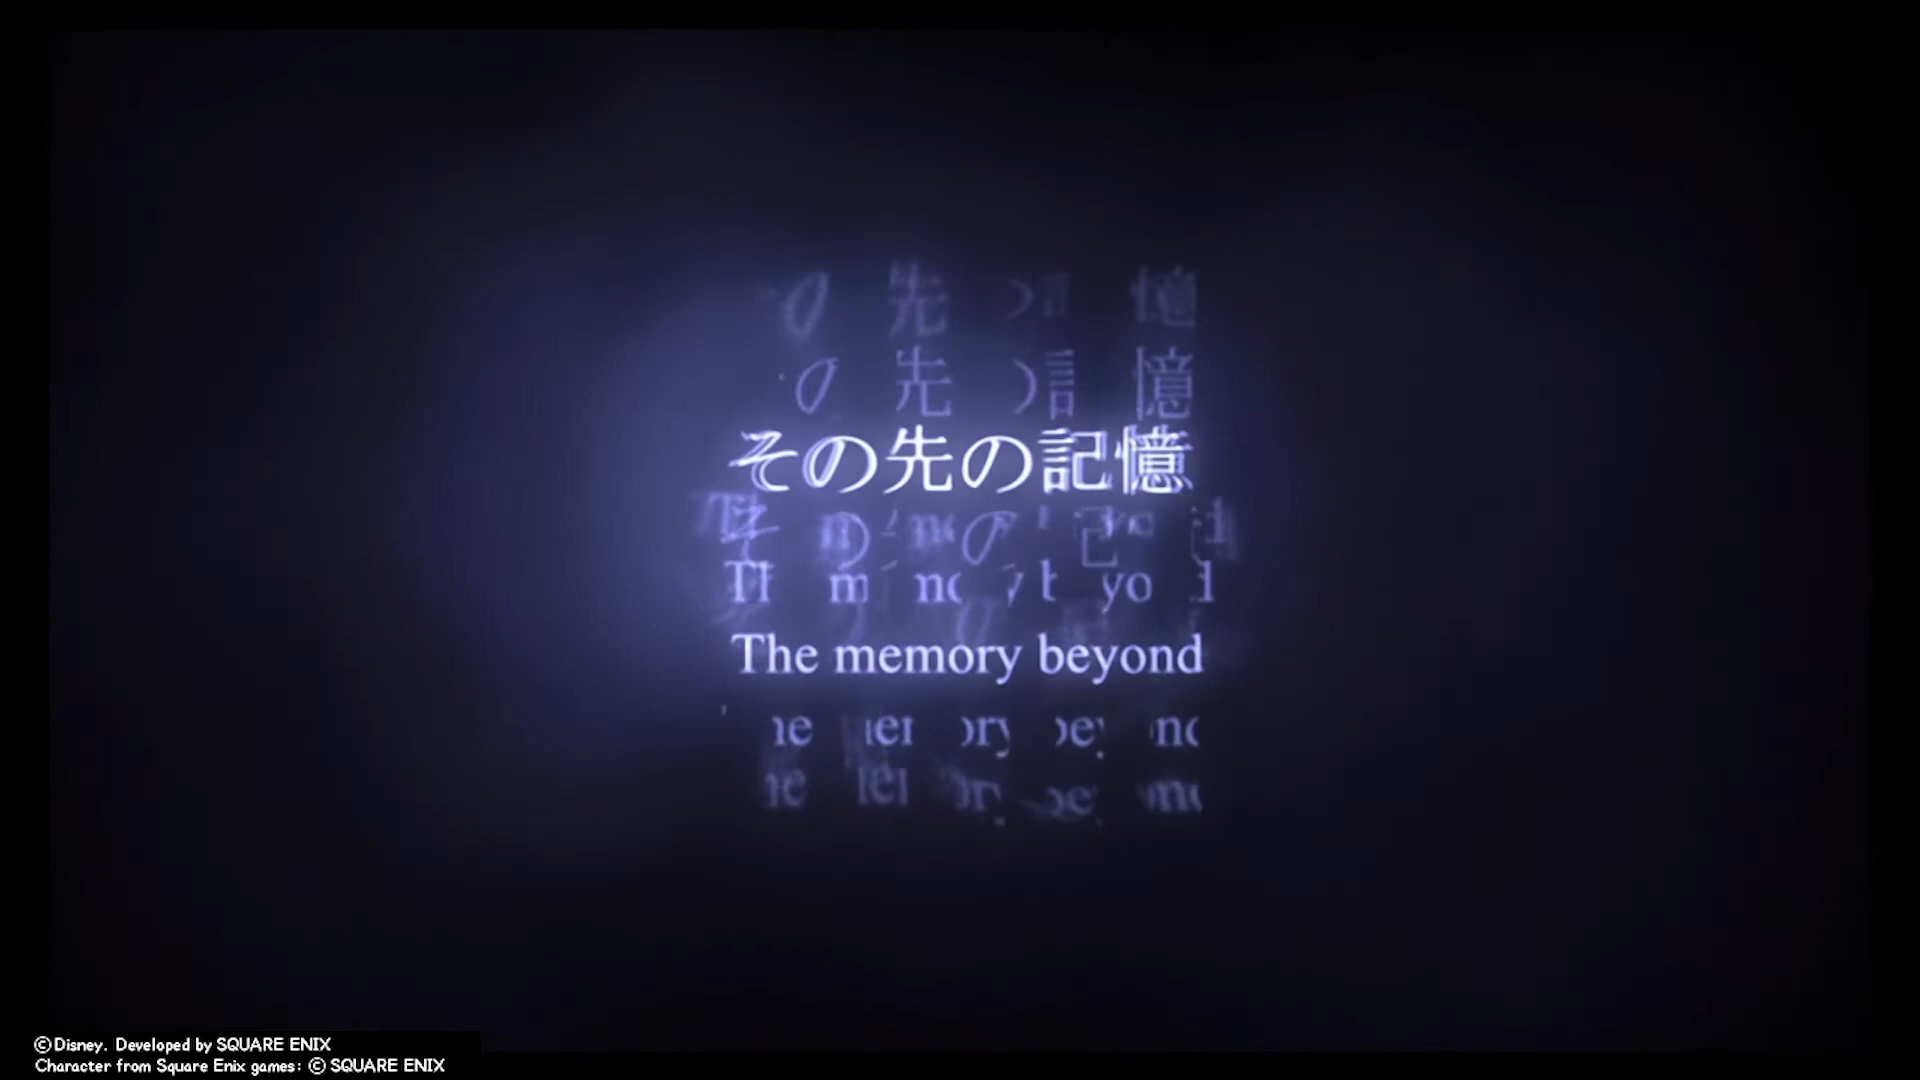 その先の記憶
The memory beyond
©Disney. Developed by SQUARE ENIX
Character from Square Enix games: © SQUARE ENIX